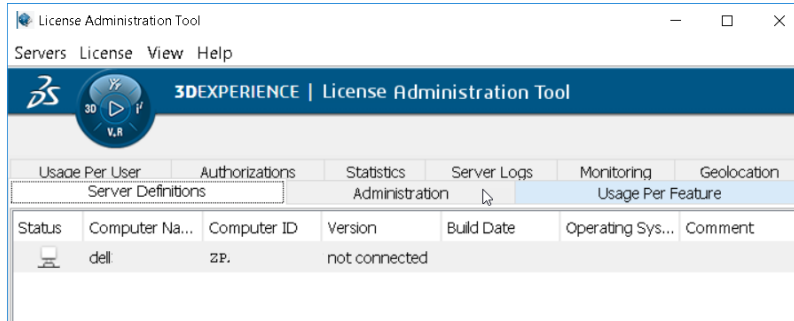 License Administration Tool
Servers License View Help
3DEXPERIENCE | License Administration Tool
3D
V.R
Usage Per User Authorizations Statistics Server Logs Monitoring Geolocation
Server Definitions Administration Usage Per Feature
Status Computer Na... Computer ID Version Build Date Operating Sys... Comment
dell ZP. not connected